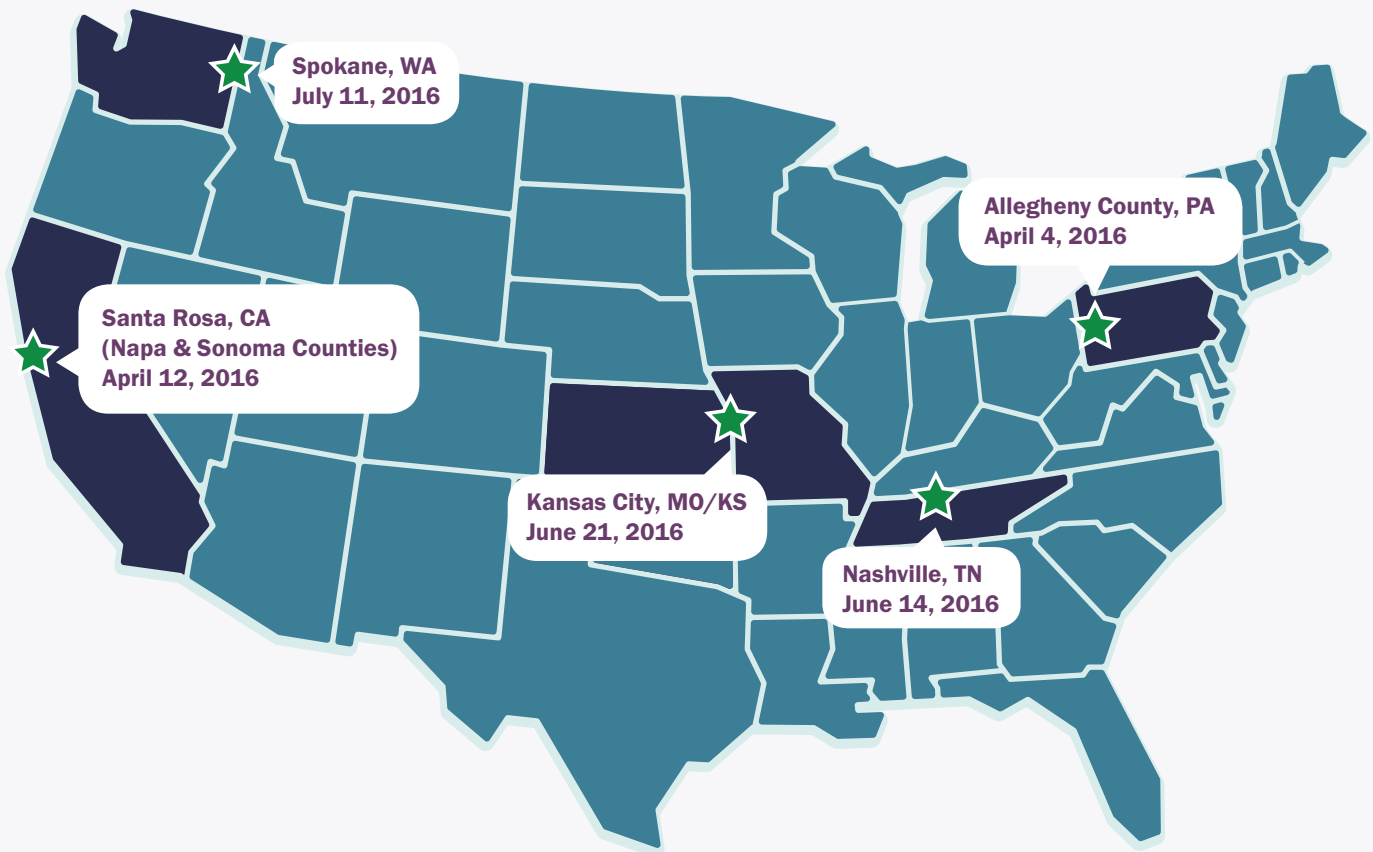 Spokane, WA
July 11, 2016
Allegheny County, PA
April 4, 2016
Santa Rosa, CA
(Napa & Sonoma Counties)
April 12, 2016
Kansas City, MO/KS
June 21, 2016
Nashville, TN
June 14, 2016